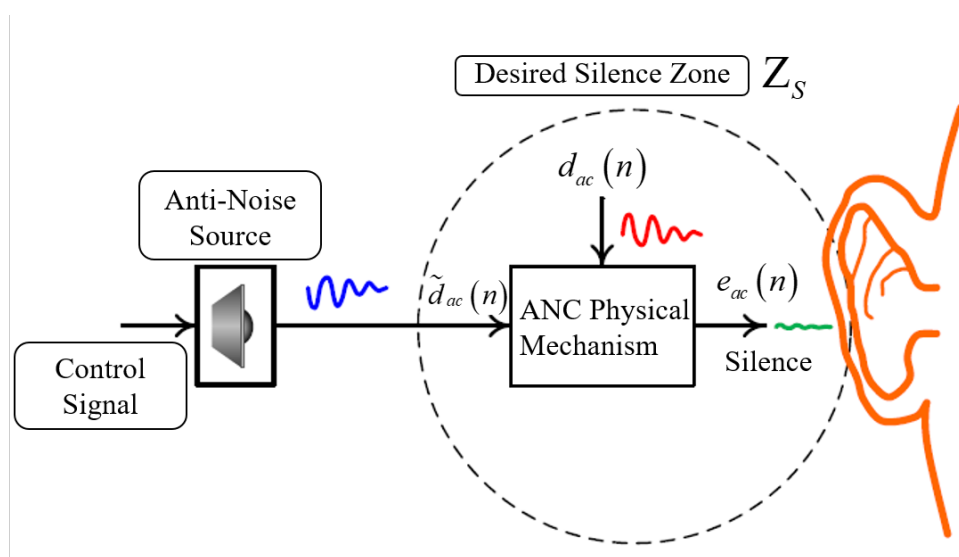 Desired Silence Zone Z_S
d_ac (n)
Anti-Noise
Source
d̃_ac (n)
e_ac (n)
ANC Physical
Mechanism
Silence
Control
Signal